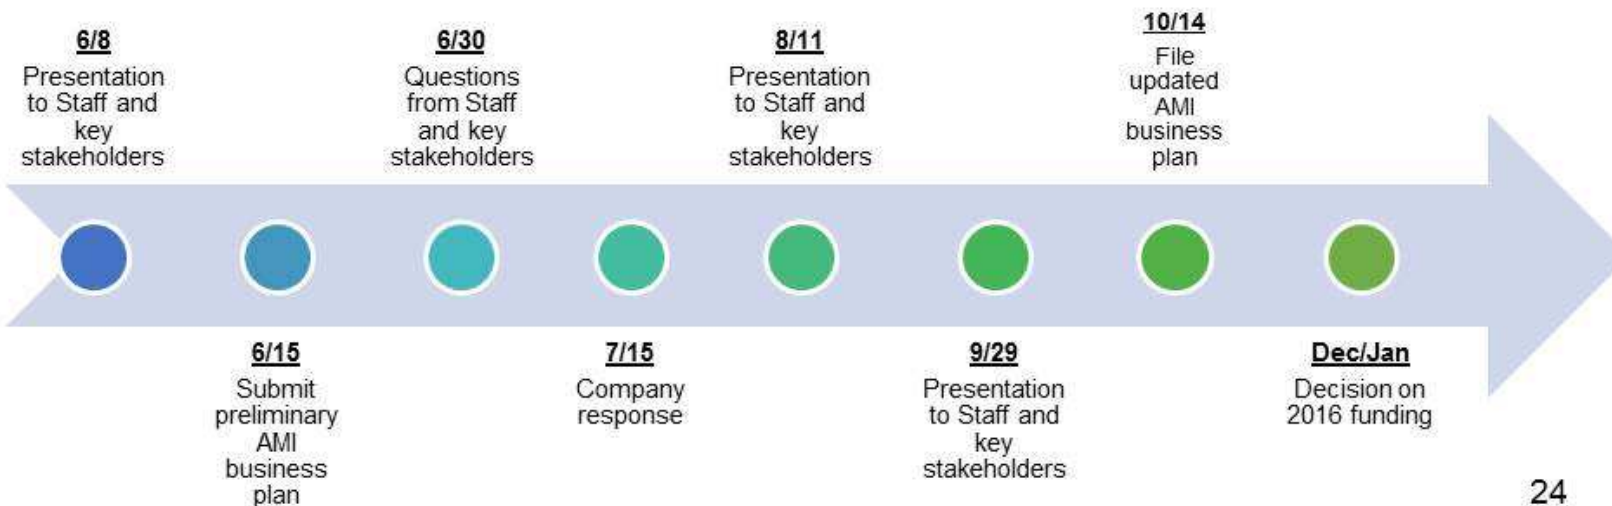 6/8
Presentation
to Staff and
key
stakeholders
6/30
Questions
from Staff
and key
stakeholders
8/11
Presentation
to Staff and
key
stakeholders
10/14
File
updated
AMI
business
plan
6/15
Submit
preliminary
AMI
business
plan
7/15
Company
response
9/29
Presentation
to Staff and
key
stakeholders
Dec/Jan
Decision on
2016 funding
24